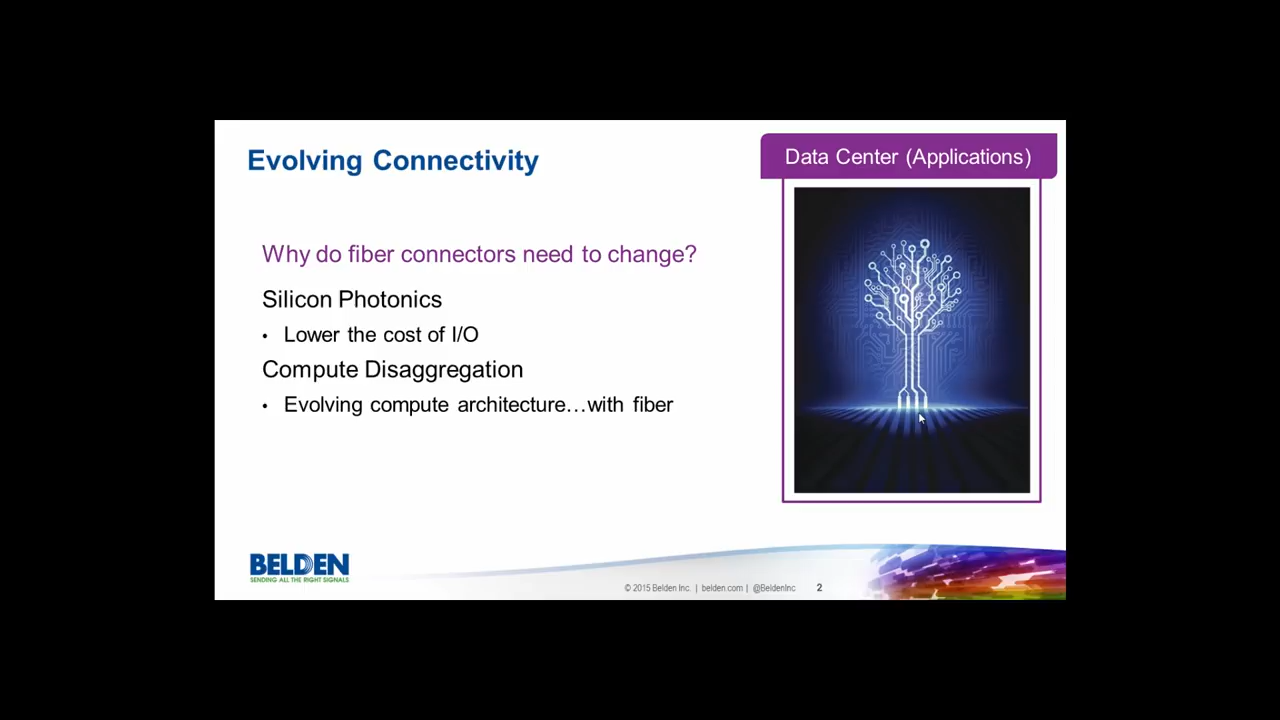 Evolving Connectivity
Data Center (Applications)
Why do fiber connectors need to change?
Silicon Photonics
• Lower the cost of I/O
Compute Disaggregation
• Evolving compute architecture…with fiber
BELDEN
SENDING ALL THE RIGHT SIGNALS
© 2015 Belden Inc. | belden.com | @BeldenInc 2